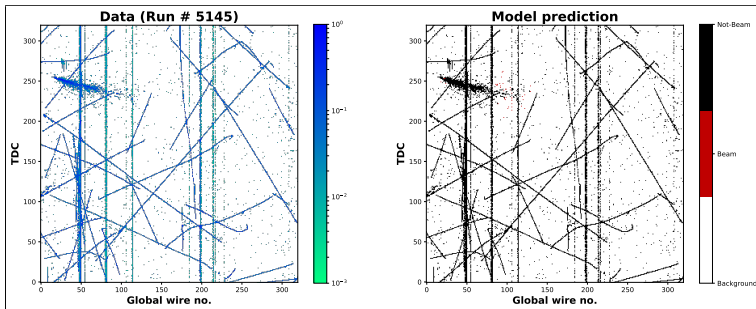 Data (Run # 5145)
TDC
300
250
200
150
100
50
0
0 50 100 150 200 250 300
Global wire no.
10⁰
10⁻¹
10⁻²
10⁻³
Model prediction
TDC
300
250
200
150
100
50
0
0 50 100 150 200 250 300
Global wire no.
Not-Beam
Beam
Background